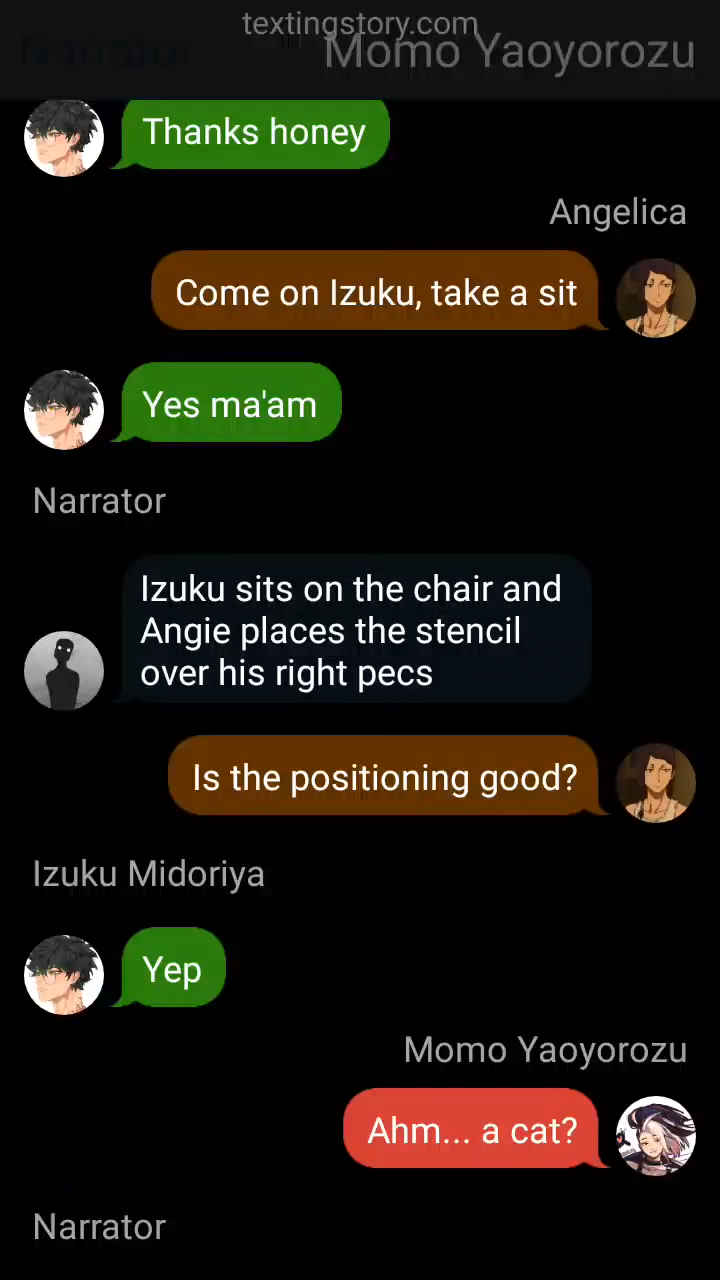 textingstory.com
Narrator
Momo Yaoyorozu
Thanks honey
Angelica
Come on Izuku, take a sit
Yes ma'am
Narrator
Izuku sits on the chair and
Angie places the stencil
over his right pecs
Is the positioning good?
Izuku Midoriya
Yep
Momo Yaoyorozu
Ahm... a cat?
Narrator